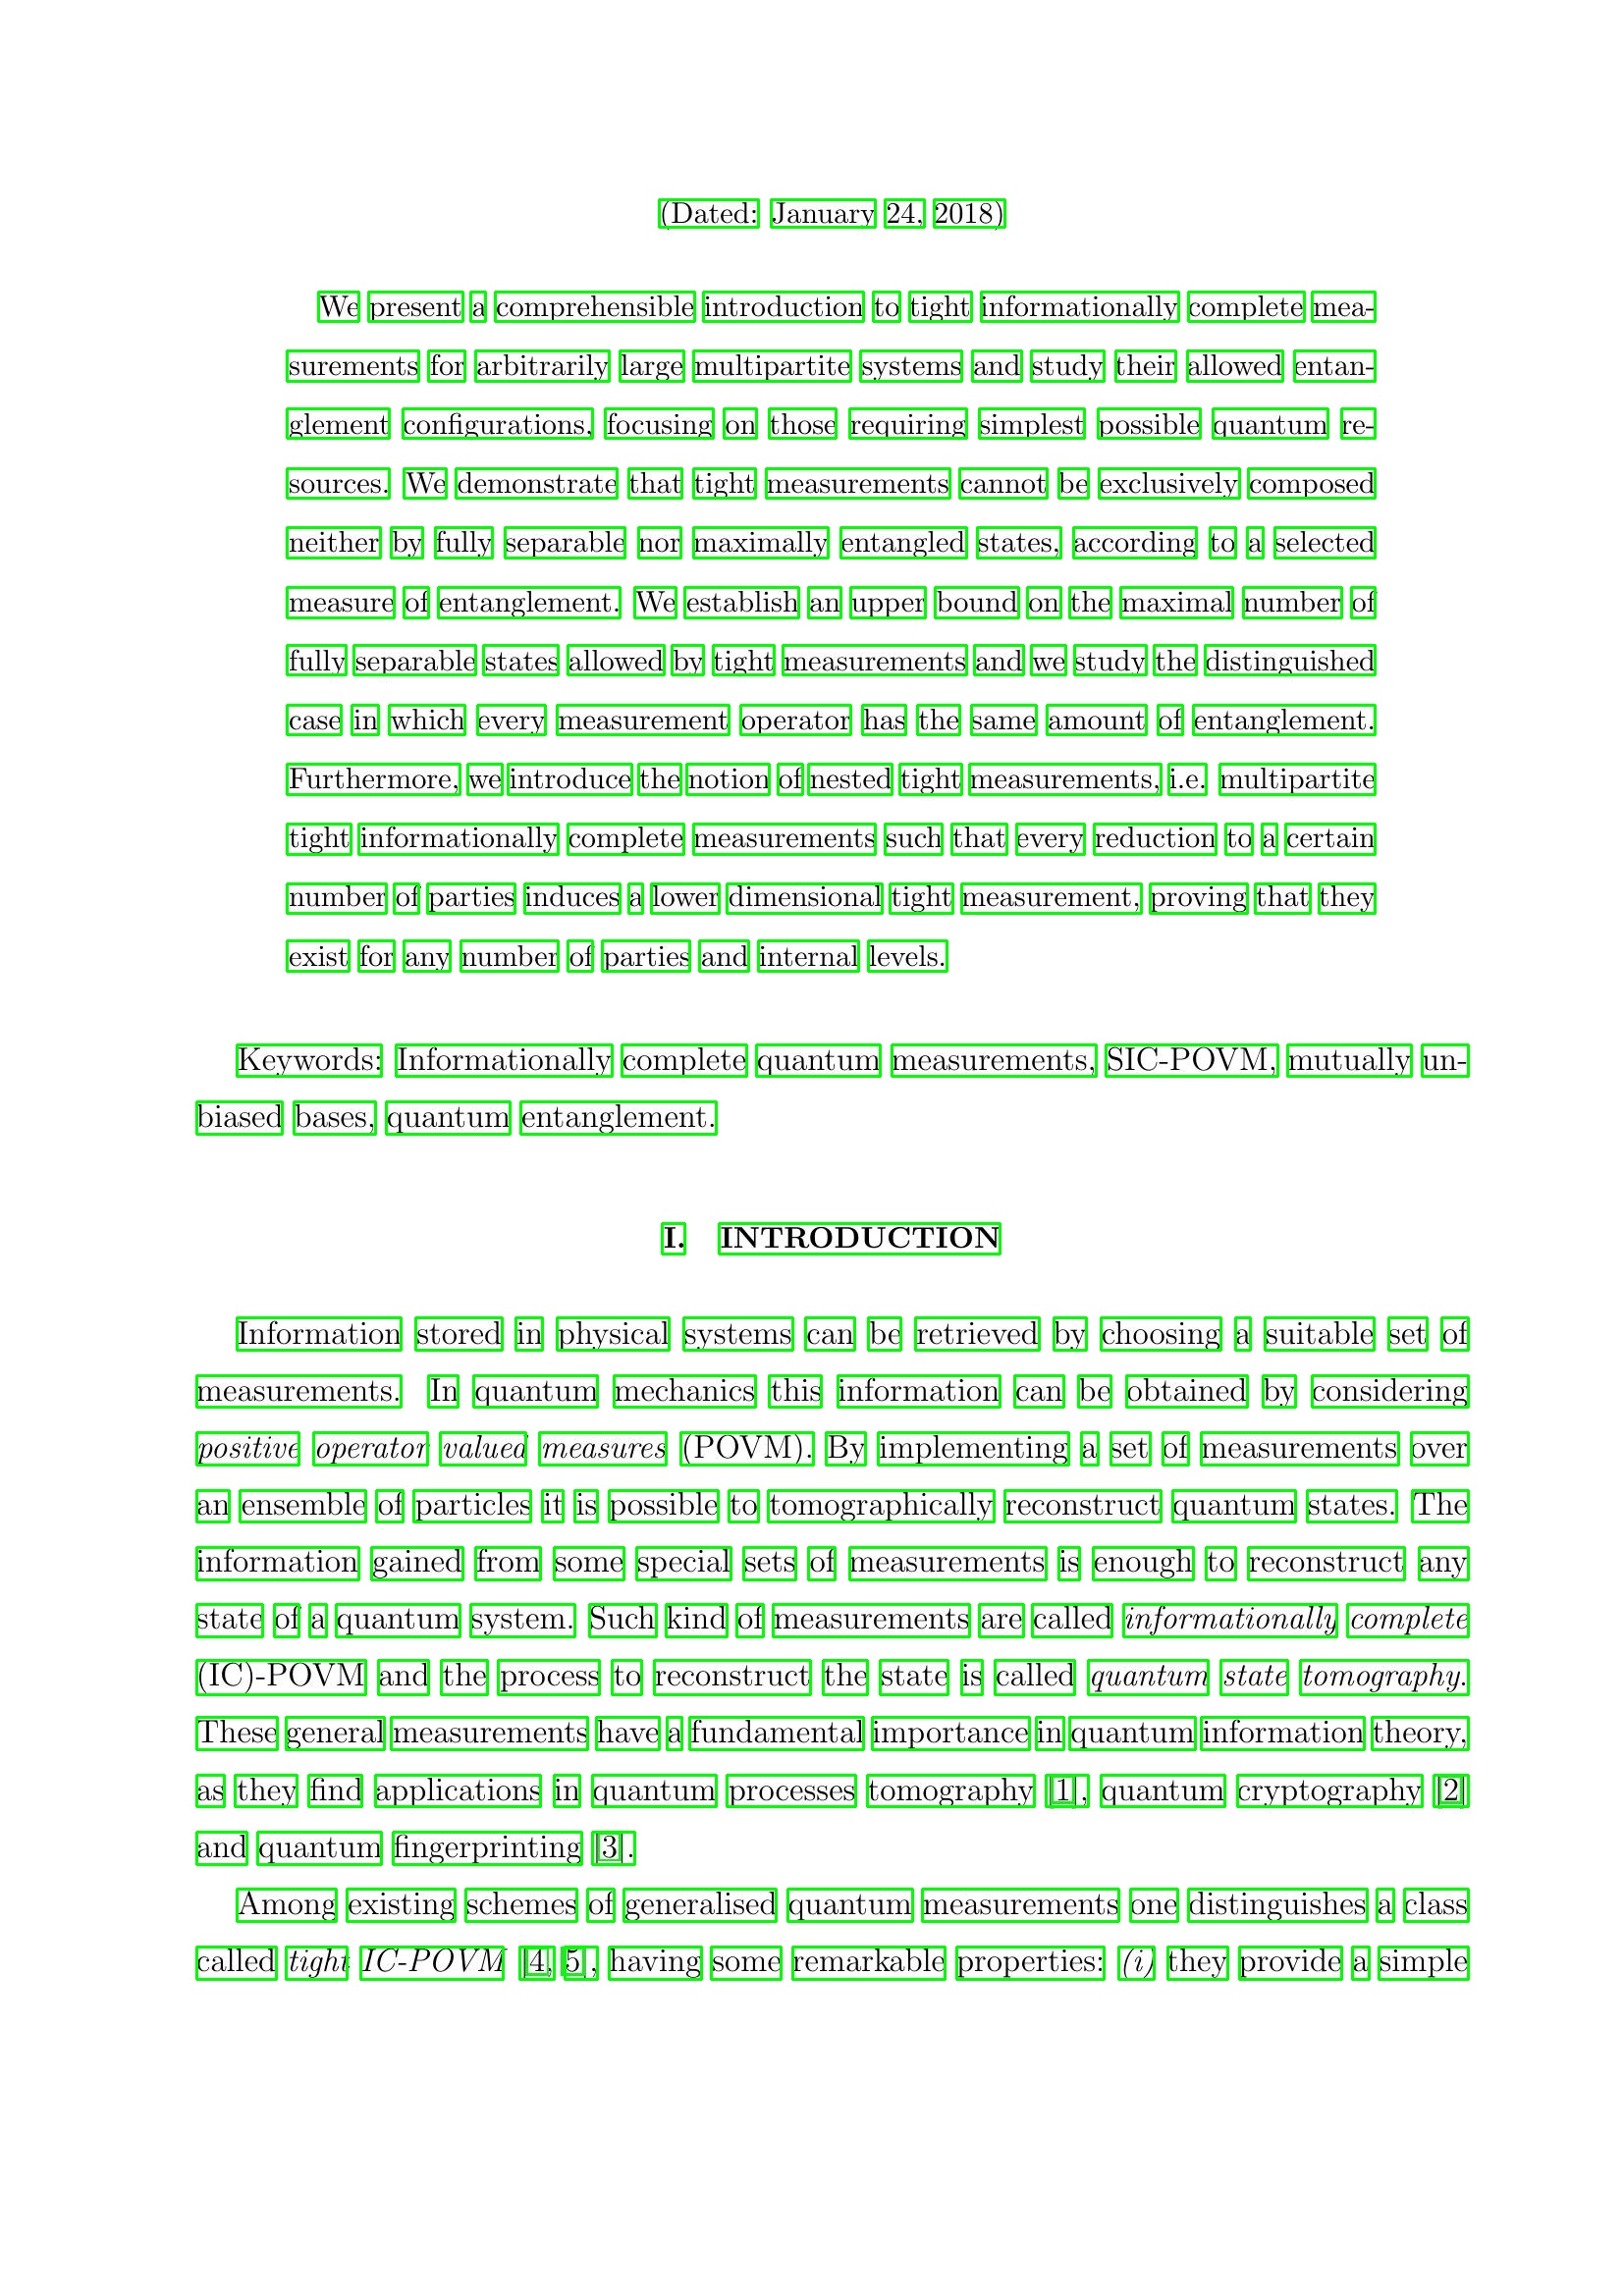 (Dated: January 24, 2018)
We present a comprehensible introduction to tight informationally complete mea-
surements for arbitrarily large multipartite systems and study their allowed entan-
glement configurations, focusing on those requiring simplest possible quantum re-
sources. We demonstrate that tight measurements cannot be exclusively composed
neither by fully separable nor maximally entangled states, according to a selected
measure of entanglement. We establish an upper bound on the maximal number of
fully separable states allowed by tight measurements and we study the distinguished
case in which every measurement operator has the same amount of entanglement.
Furthermore, we introduce the notion of nested tight measurements, i.e. multipartite
tight informationally complete measurements such that every reduction to a certain
number of parties induces a lower dimensional tight measurement, proving that they
exist for any number of parties and internal levels.
Keywords: Informationally complete quantum measurements, SIC-POVM, mutually un-
biased bases, quantum entanglement.
I. INTRODUCTION
Information stored in physical systems can be retrieved by choosing a suitable set of
measurements. In quantum mechanics this information can be obtained by considering
positive operator valued measures (POVM). By implementing a set of measurements over
an ensemble of particles it is possible to tomographically reconstruct quantum states. The
information gained from some special sets of measurements is enough to reconstruct any
state of a quantum system. Such kind of measurements are called informationally complete
(IC)-POVM and the process to reconstruct the state is called quantum state tomography.
These general measurements have a fundamental importance in quantum information theory,
as they find applications in quantum processes tomography [1], quantum cryptography [2]
and quantum fingerprinting [3].
Among existing schemes of generalised quantum measurements one distinguishes a class
called tight IC-POVM [4, 5], having some remarkable properties: (i) they provide a simple